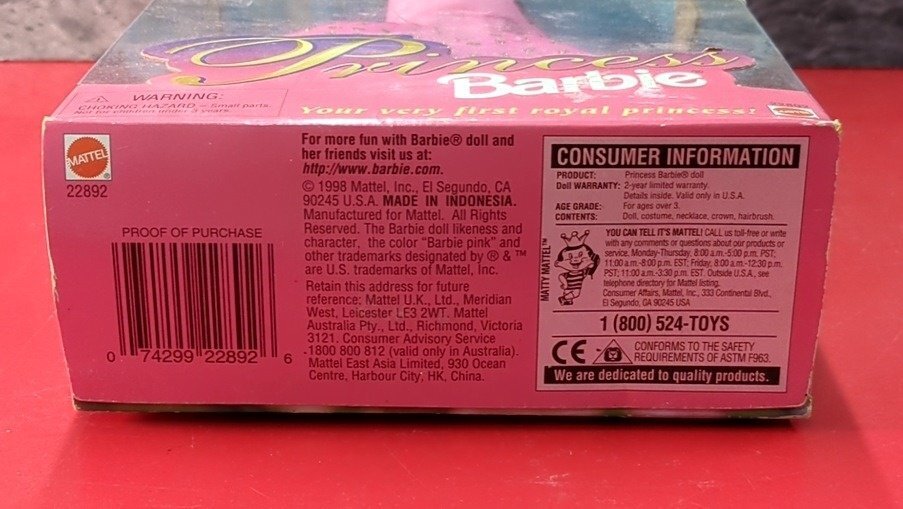 Princess
Barbie
Your very first royal princess!
WARNING:
CHOKING HAZARD – Small parts.
Not for children under 3 years.
MATTEL
22892
PROOF OF PURCHASE
0 74299 22892 6
For more fun with Barbie® doll and
her friends visit us at:
http://www.barbie.com.
© 1998 Mattel, Inc., El Segundo, CA
90245 U.S.A. MADE IN INDONESIA.
Manufactured for Mattel. All Rights
Reserved. The Barbie doll likeness and
character, the color "Barbie pink" and
other trademarks designated by ® & ™
are U.S. trademarks of Mattel, Inc.
Retain this address for future
reference: Mattel U.K., Ltd., Meridian
West, Leicester LE3 2WT. Mattel
Australia Pty., Ltd., Richmond, Victoria
3121. Consumer Advisory Service
-1800 800 812 (valid only in Australia).
Mattel East Asia Limited, 930 Ocean
Centre, Harbour City, HK, China.
CONSUMER INFORMATION
PRODUCT: Princess Barbie® doll
Doll WARRANTY: 2-year limited warranty.
Details inside. Valid only in U.S.A.
AGE GRADE: For ages over 3.
CONTENTS: Doll, costume, necklace, crown, hairbrush.
MATTY MATTEL™
YOU CAN TELL IT'S MATTEL! CALL us toll-free or write
with any comments or questions about our products or
service. Monday-Thursday, 8:00 a.m.-5:00 p.m. PST;
11:00 a.m.-8:00 p.m. EST; Friday, 8:00 a.m.-12:30 p.m.
PST; 11:00 a.m.-3:30 p.m. EST. Outside U.S.A., see
telephone directory for Mattel listing.
Consumer Affairs, Mattel, Inc., 333 Continental Blvd.,
El Segundo, CA 90245 USA
1 (800) 524-TOYS
CE
CONFORMS TO THE SAFETY
REQUIREMENTS OF ASTM F963.
We are dedicated to quality products.